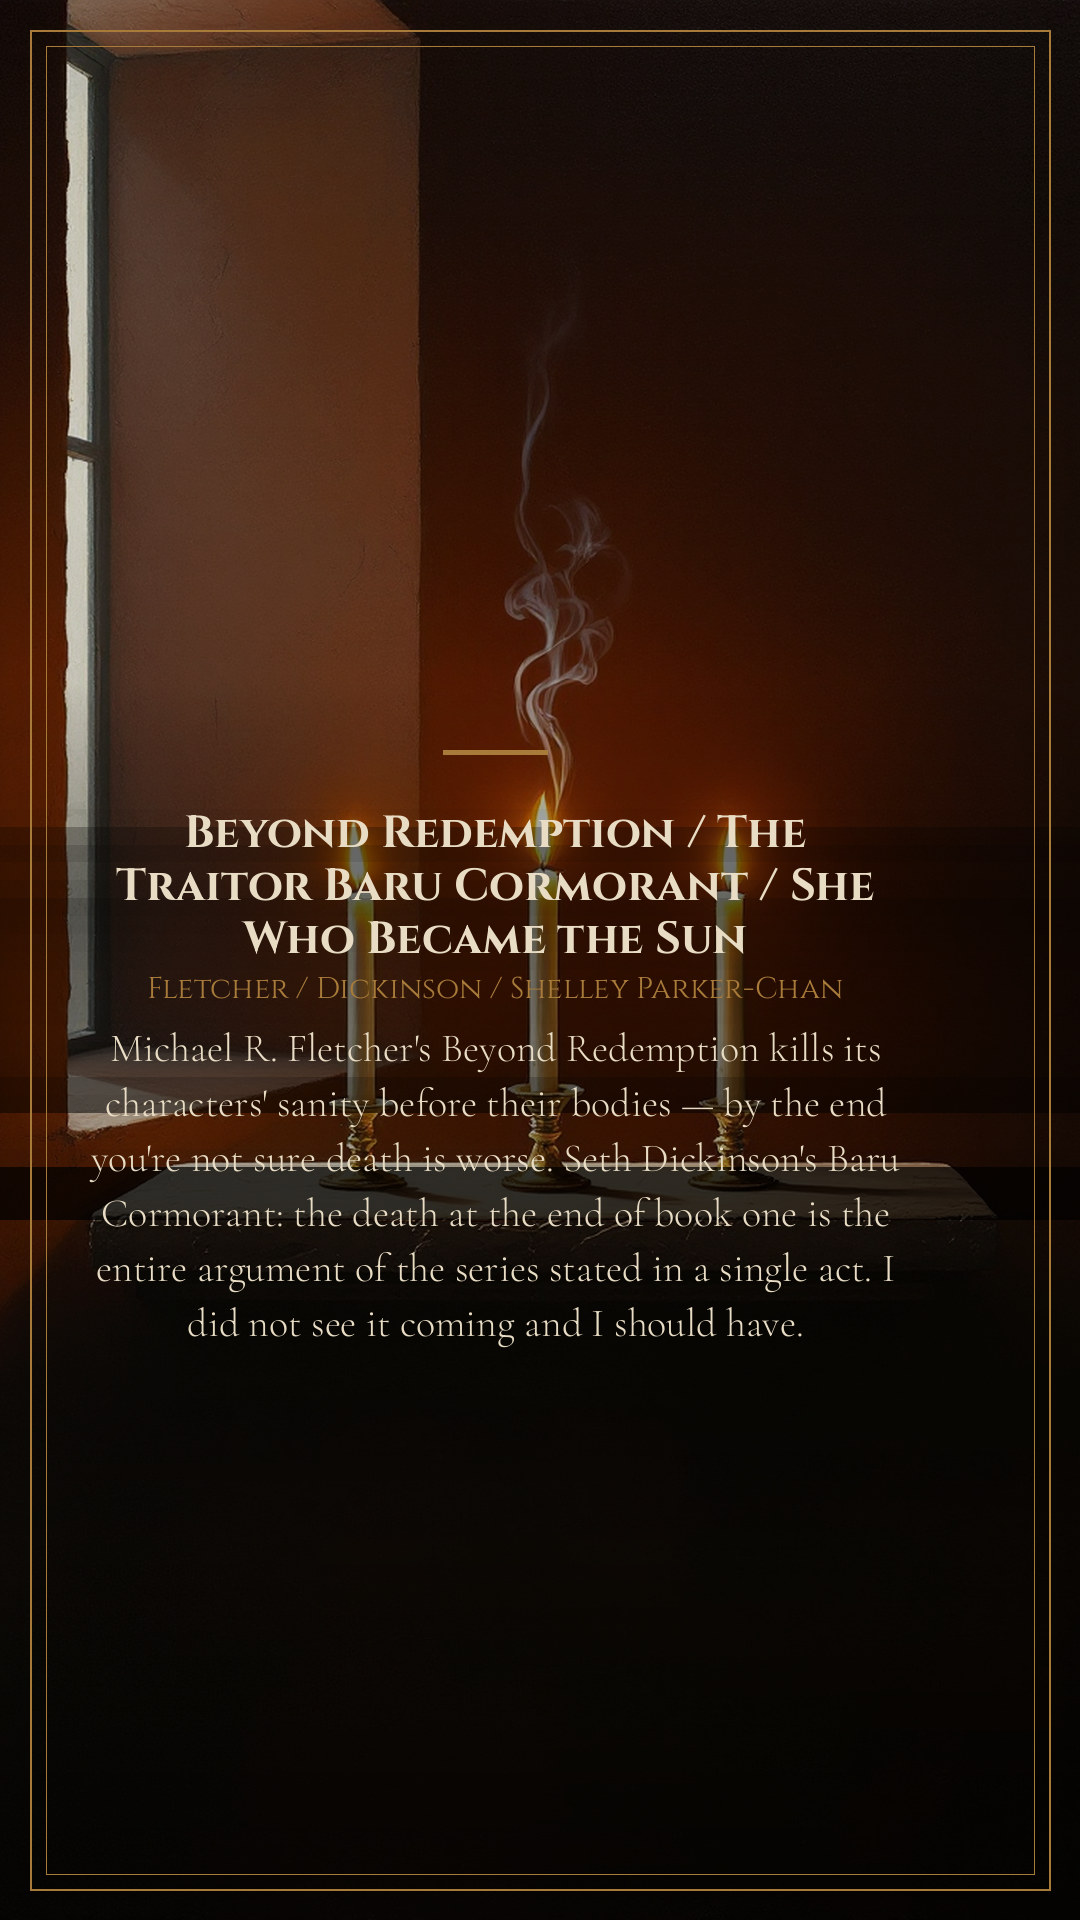 Beyond Redemption / The
Traitor Baru Cormorant / She
Who Became the Sun
Fletcher / Dickinson / Shelley Parker-Chan
Michael R. Fletcher's Beyond Redemption kills its
characters' sanity before their bodies — by the end
you're not sure death is worse. Seth Dickinson's Baru
Cormorant: the death at the end of book one is the
entire argument of the series stated in a single act. I
did not see it coming and I should have.